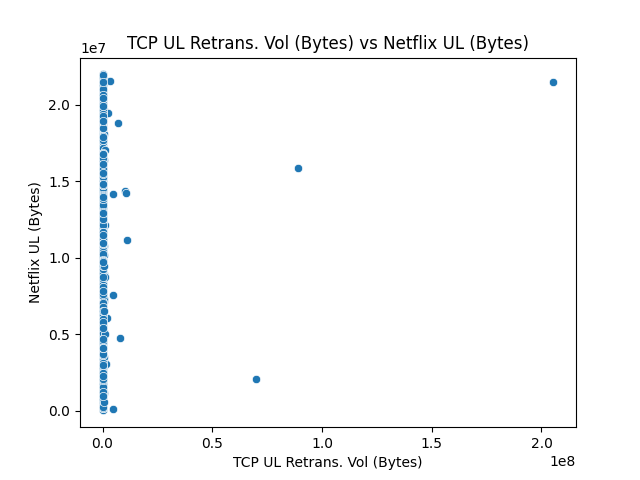 TCP UL Retrans. Vol (Bytes) vs Netflix UL (Bytes)
1e7
2.0
1.5
1.0
0.5
0.0
Netflix UL (Bytes)
0.0 0.5 1.0 1.5 2.0
1e8
TCP UL Retrans. Vol (Bytes)